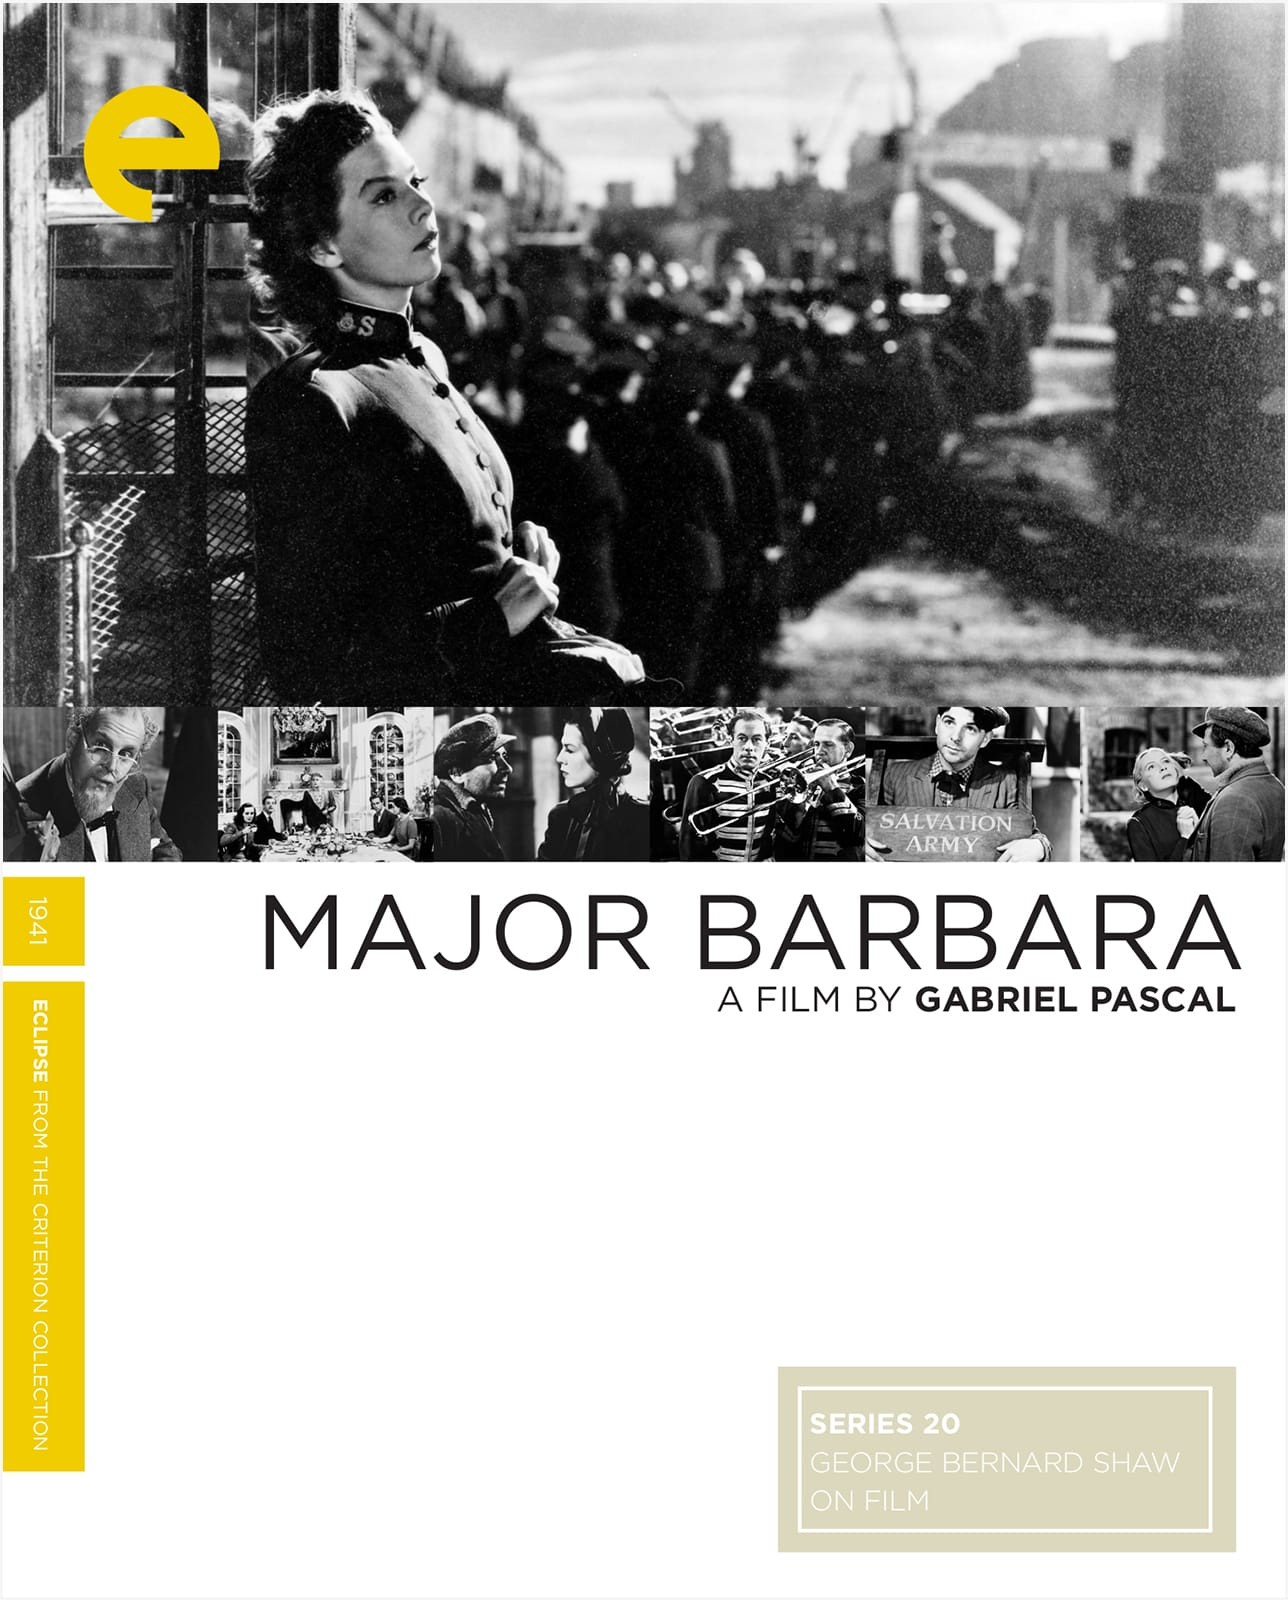 e
S
SALVATION
ARMY
1941
MAJOR BARBARA
A FILM BY GABRIEL PASCAL
ECLIPSE FROM THE CRITERION COLLECTION
SERIES 20
GEORGE BERNARD SHAW
ON FILM